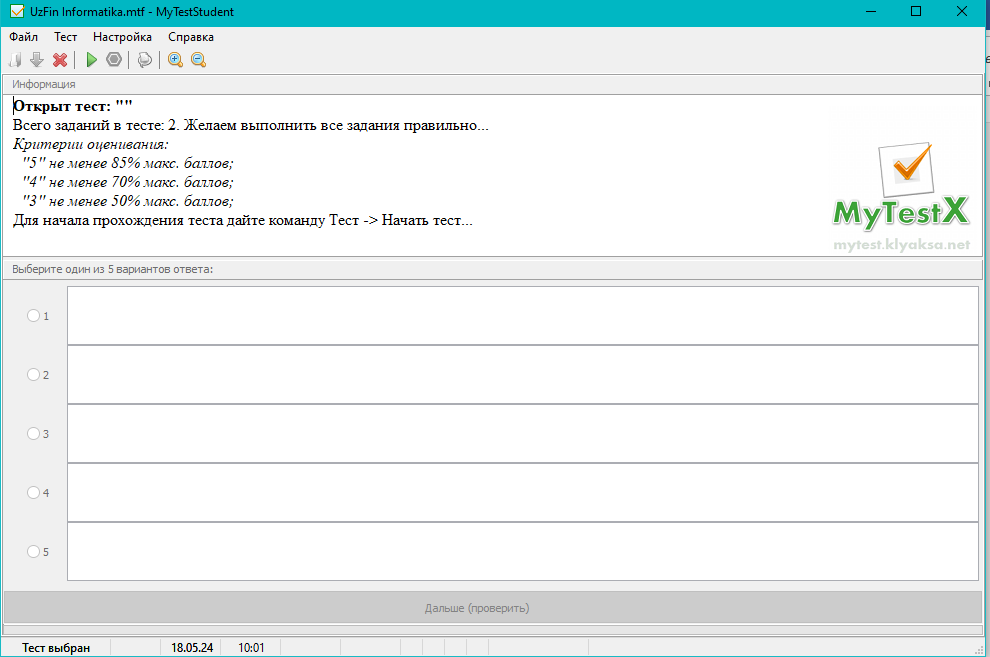 UzFin Informatika.mtf - MyTestStudent
Файл Тест Настройка Справка
Информация
Открыт тест: ""
Всего заданий в тесте: 2. Желаем выполнить все задания правильно...
Критерии оценивания:
"5" не менее 85% макс. баллов;
"4" не менее 70% макс. баллов;
"3" не менее 50% макс. баллов;
Для начала прохождения теста дайте команду Тест -> Начать тест...
MyTestX
mytest.klyaksa.net
Выберите один из 5 вариантов ответа:
1
2
3
4
5
Дальше (проверить)
Тест выбран 18.05.24 10:01